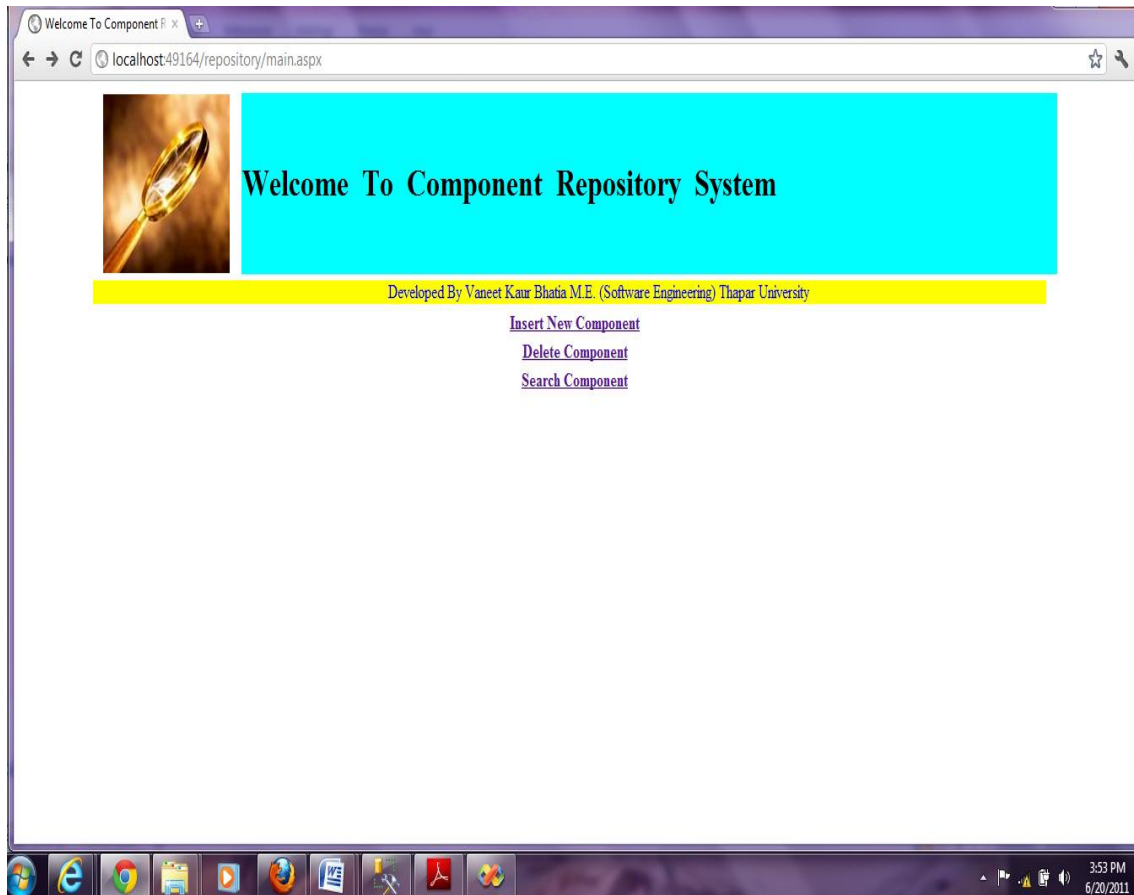 Welcome To Component R
localhost:49164/repository/main.aspx
Welcome To Component Repository System
Developed By Vaneet Kaur Bhatia M.E. (Software Engineering) Thapar University
Insert New Component
Delete Component
Search Component
3:53 PM
6/20/2011